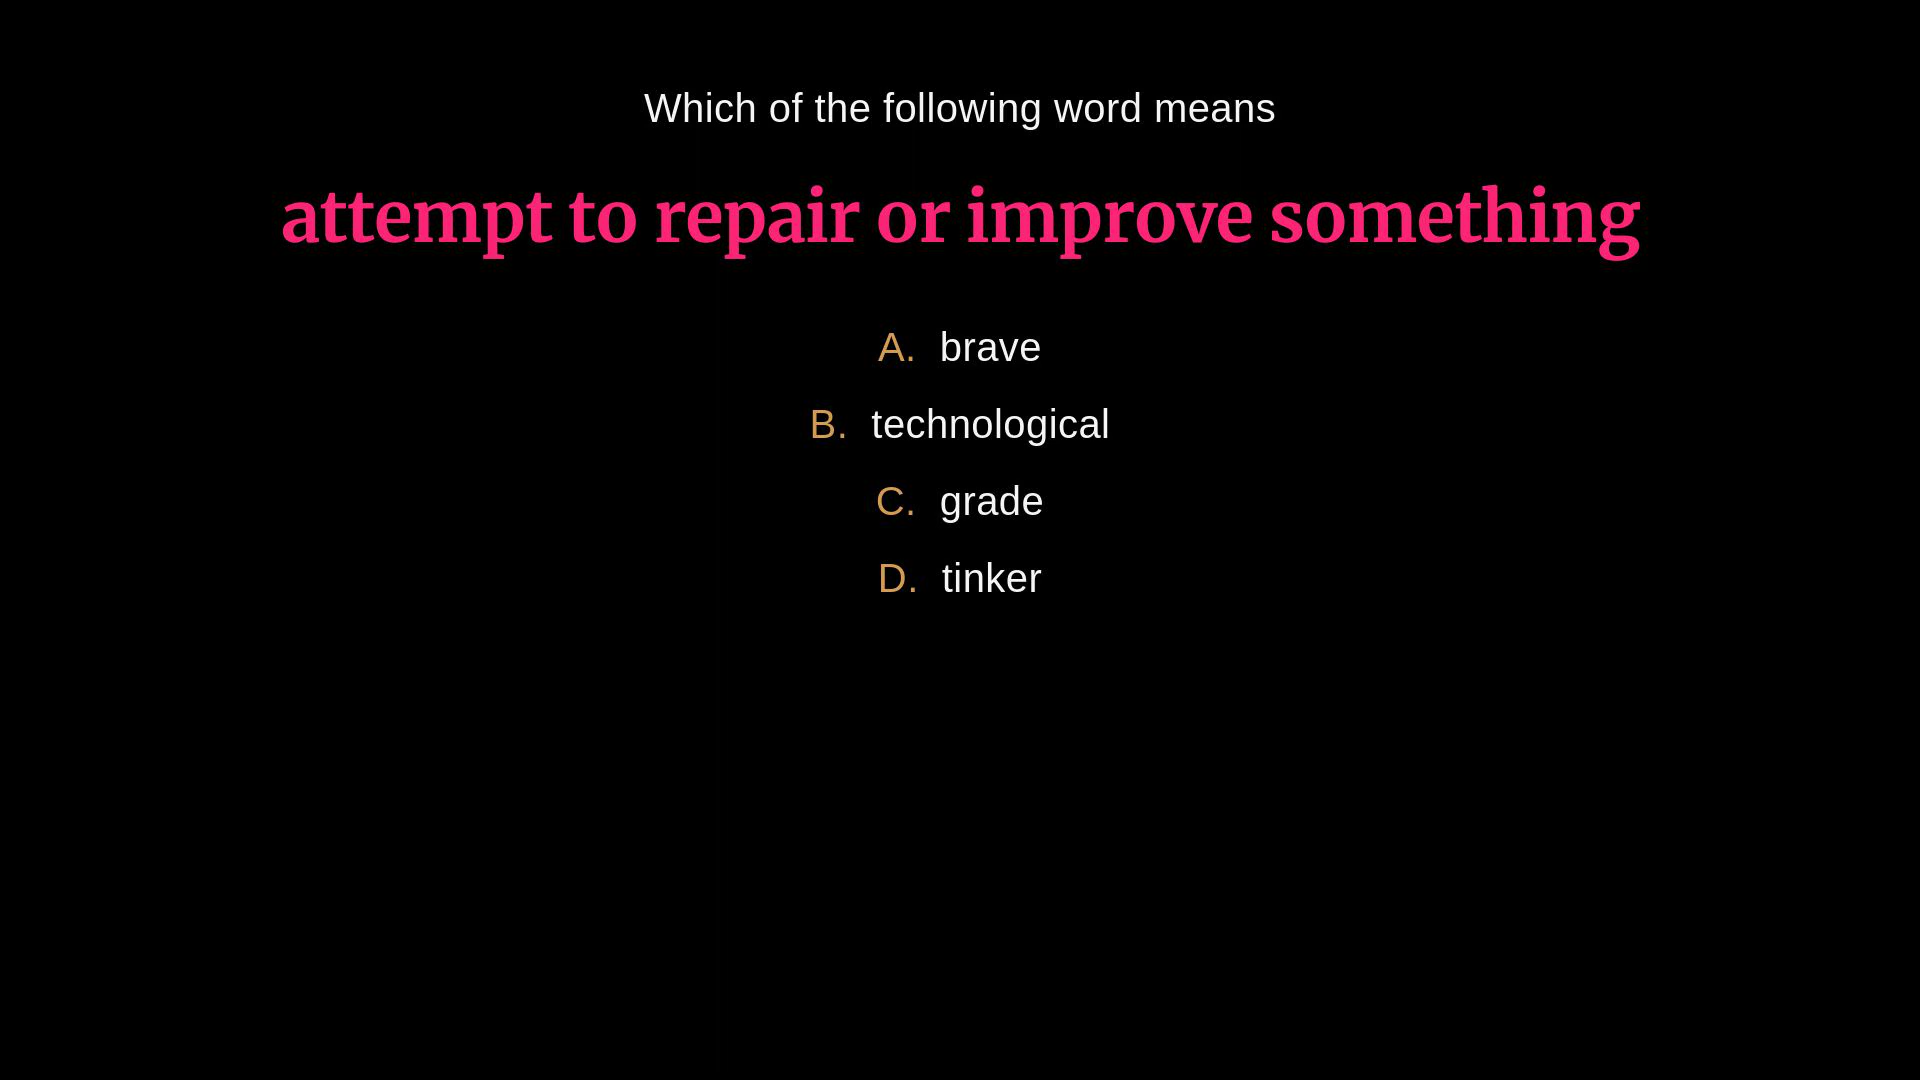 Which of the following word means
attempt to repair or improve something
A. brave
B. technological
C. grade
D. tinker